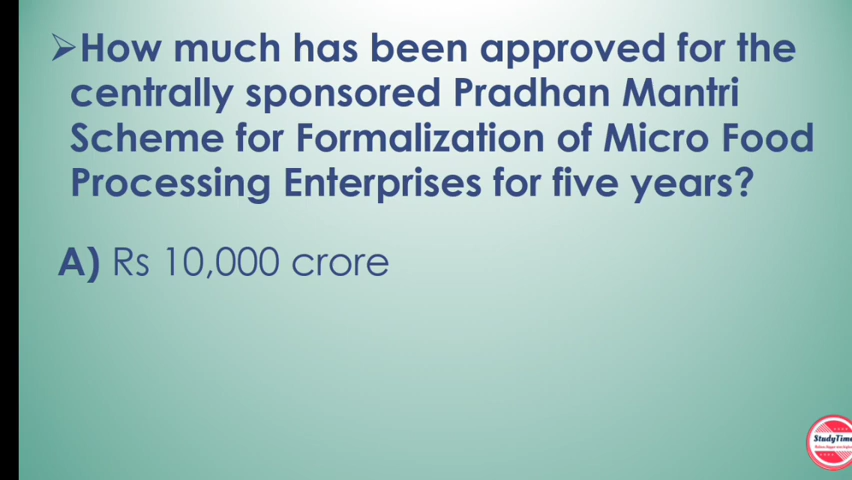 ➤How much has been approved for the
centrally sponsored Pradhan Mantri
Scheme for Formalization of Micro Food
Processing Enterprises for five years?
A) Rs 10,000 crore
StudyTime